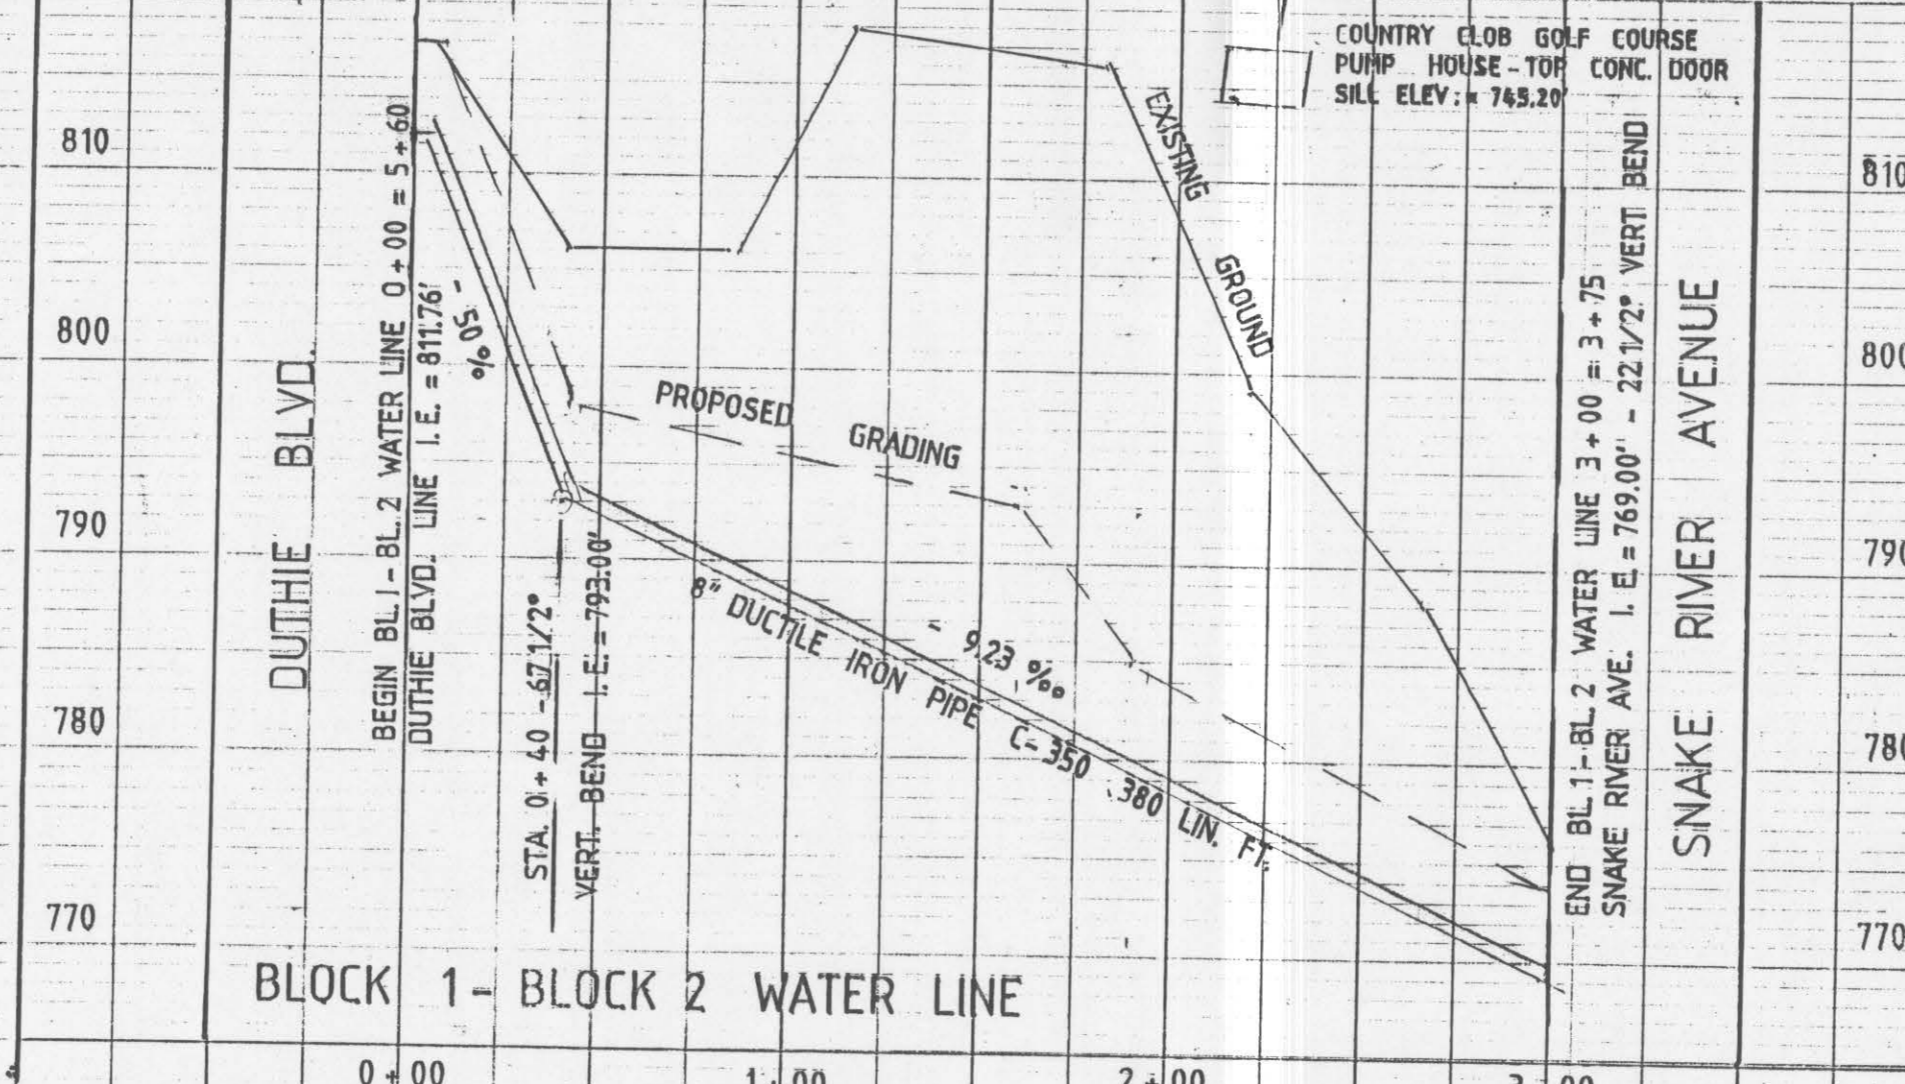 COUNTRY CLOB GOLF COURSE
PUMP HOUSE - TOP CONC. DOOR
SILL ELEV. = 745.20'
810
800
790
780
770
DUTHIE BLVD.
BEGIN BL.1 - BL.2 WATER LINE 0+00 = 5+60
DUTHIE BLVD. LINE I.E. = 811.76'
- 50 %
STA. 0+40 - 67 1/2°
VERT. BEND I.E. = 793.00'
EXISTING GROUND
PROPOSED GRADING
- 9.23 %
8" DUCTILE IRON PIPE C-350 380 LIN. FT.
END BL.1 - BL.2 WATER LINE 3+00 = 3+75
SNAKE RIVER AVE. I.E. = 769.00' - 22 1/2° VERT BEND
SNAKE RIVER AVENUE
810
800
790
780
770
BLOCK 1 - BLOCK 2 WATER LINE
0+00
1+00
2+00
3+00